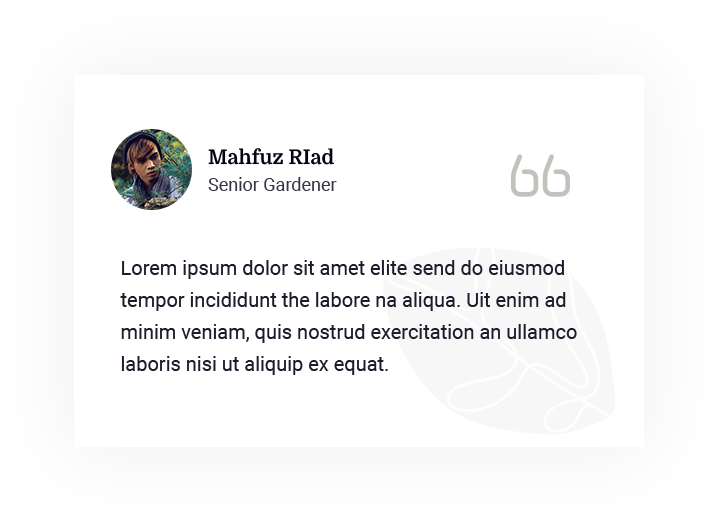 Mahfuz RIad
Senior Gardener
Lorem ipsum dolor sit amet elite send do eiusmod
tempor incididunt the labore na aliqua. Uit enim ad
minim veniam, quis nostrud exercitation an ullamco
laboris nisi ut aliquip ex equat.